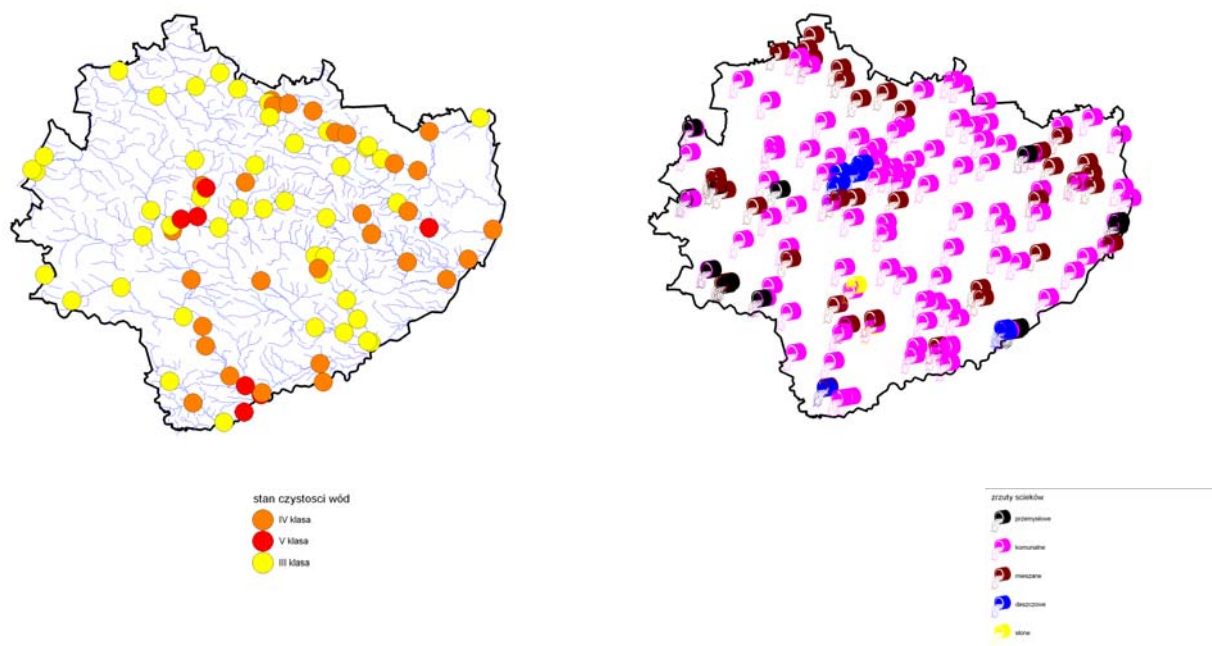 stan czystosci wód
IV klasa
V klasa
III klasa
zrzuty scieków
przemysłowe
komunalne
mieszane
deszczowe
słone